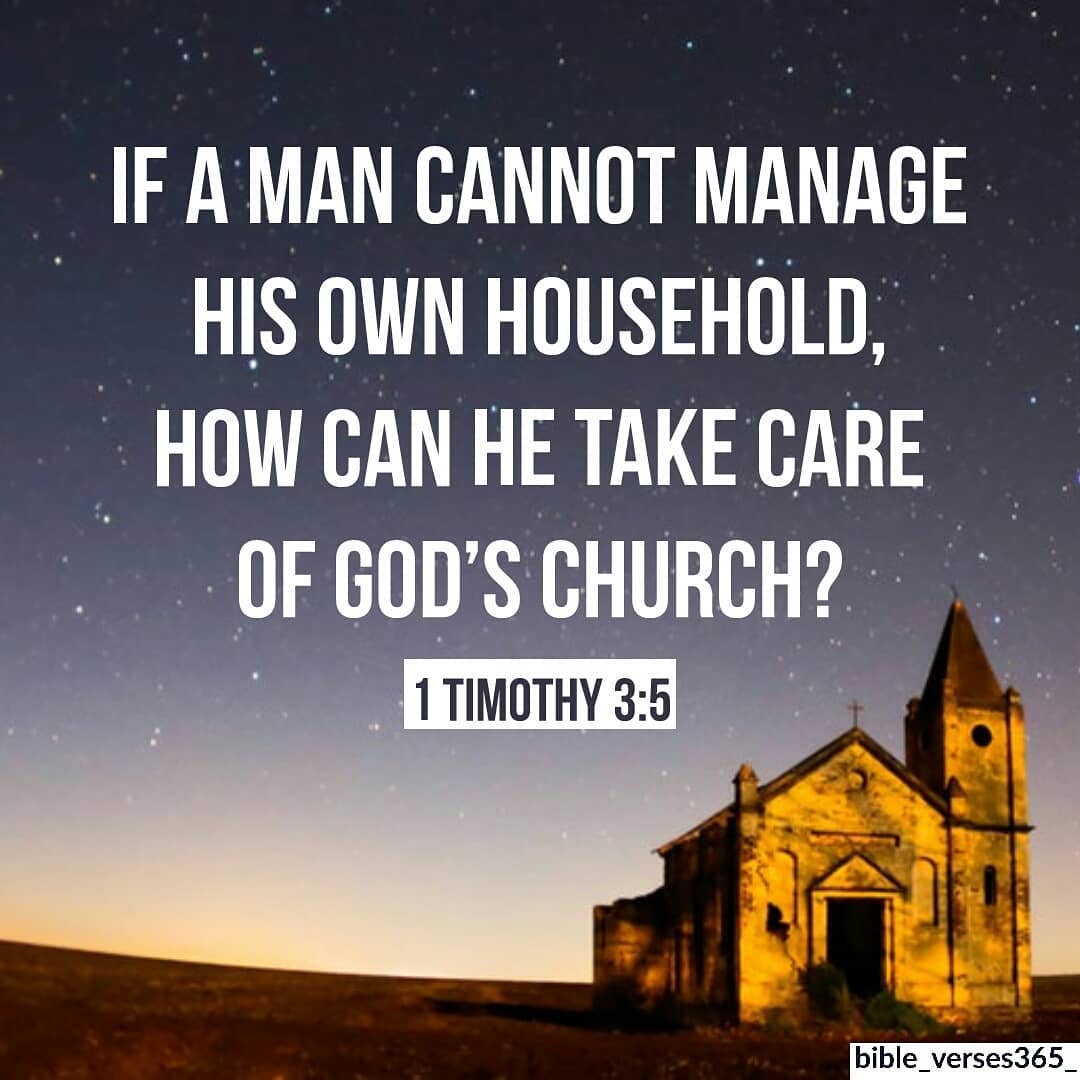 IF A MAN CANNOT MANAGE
HIS OWN HOUSEHOLD,
HOW CAN HE TAKE CARE
OF GOD’S CHURCH?
1 TIMOTHY 3:5
bible_verses365_